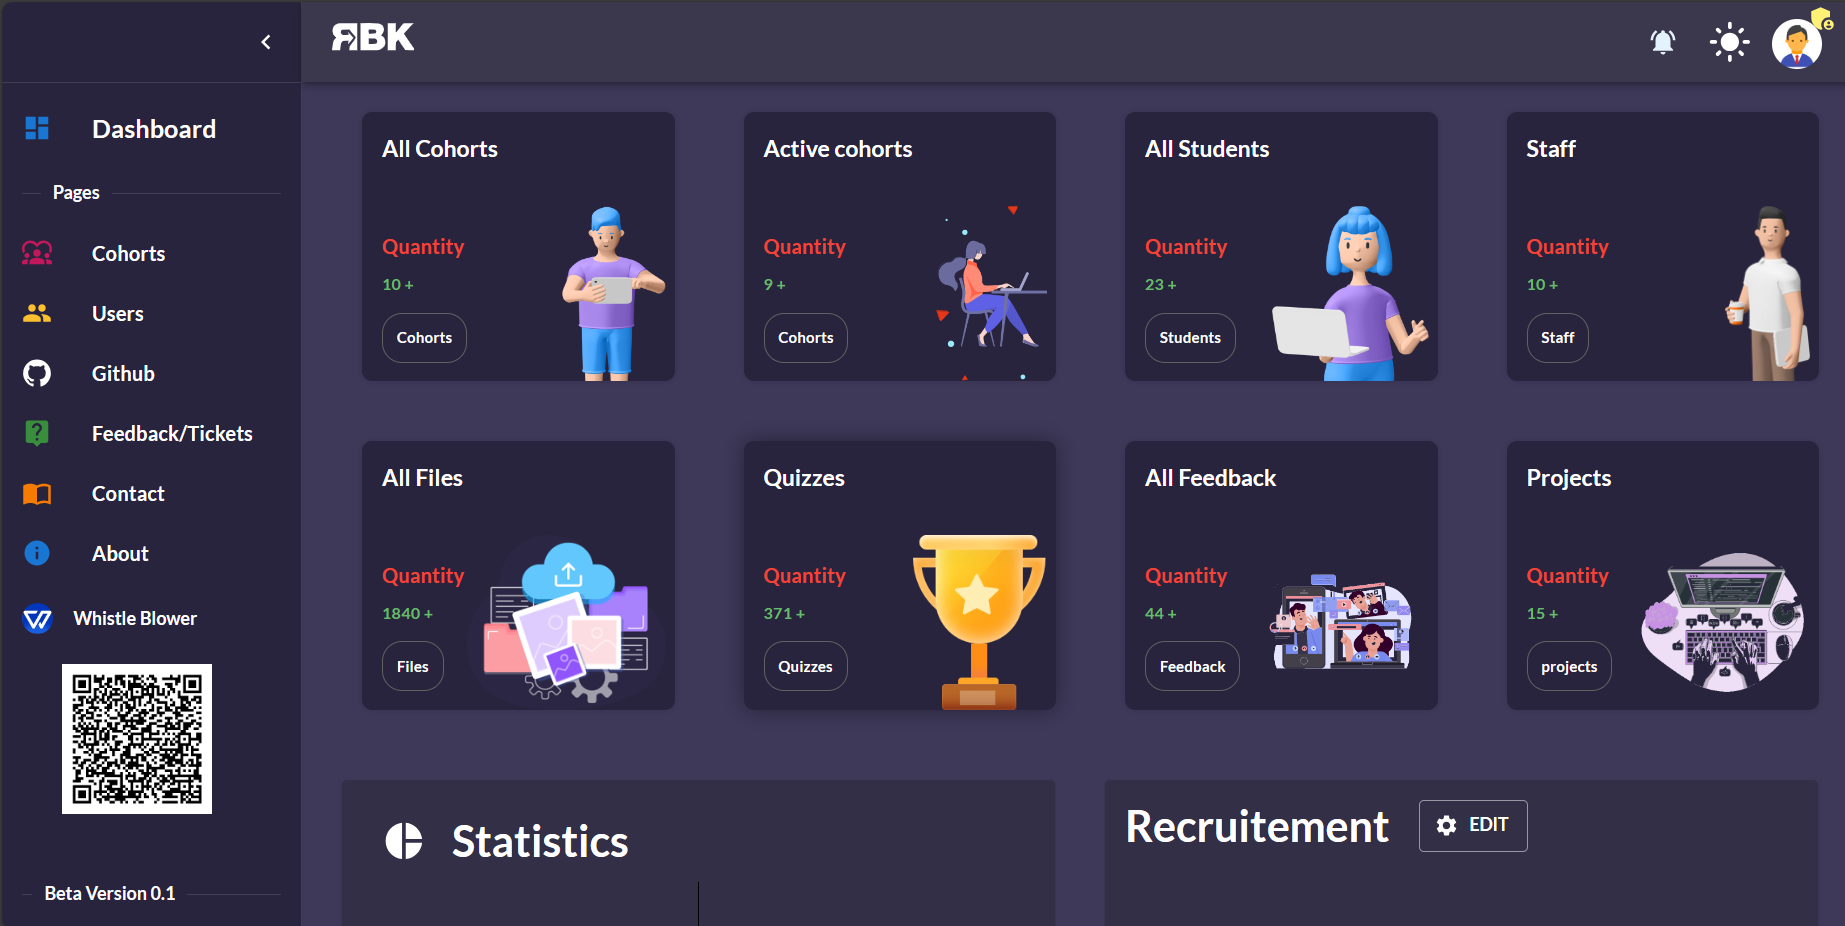 RBK
Dashboard
Pages
Cohorts
Users
Github
Feedback/Tickets
Contact
About
Whistle Blower
Beta Version 0.1
All Cohorts
Quantity
10 +
Cohorts
Active cohorts
Quantity
9 +
Cohorts
All Students
Quantity
23 +
Students
Staff
Quantity
10 +
Staff
All Files
Quantity
1840 +
Files
Quizzes
Quantity
371 +
Quizzes
All Feedback
Quantity
44 +
Feedback
Projects
Quantity
15 +
projects
Statistics
Recruitement
EDIT